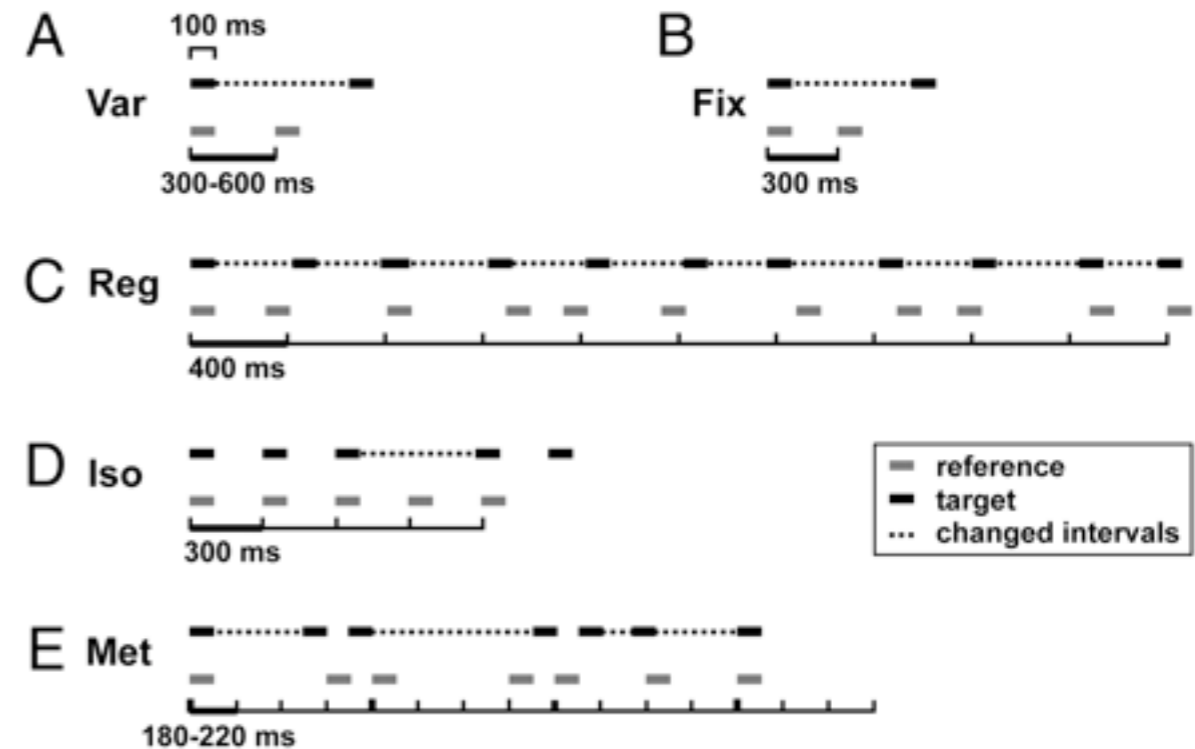 A
100 ms
Var
300-600 ms
B
Fix
300 ms
C
Reg
400 ms
D
Iso
300 ms
reference
target
changed intervals
E
Met
180-220 ms